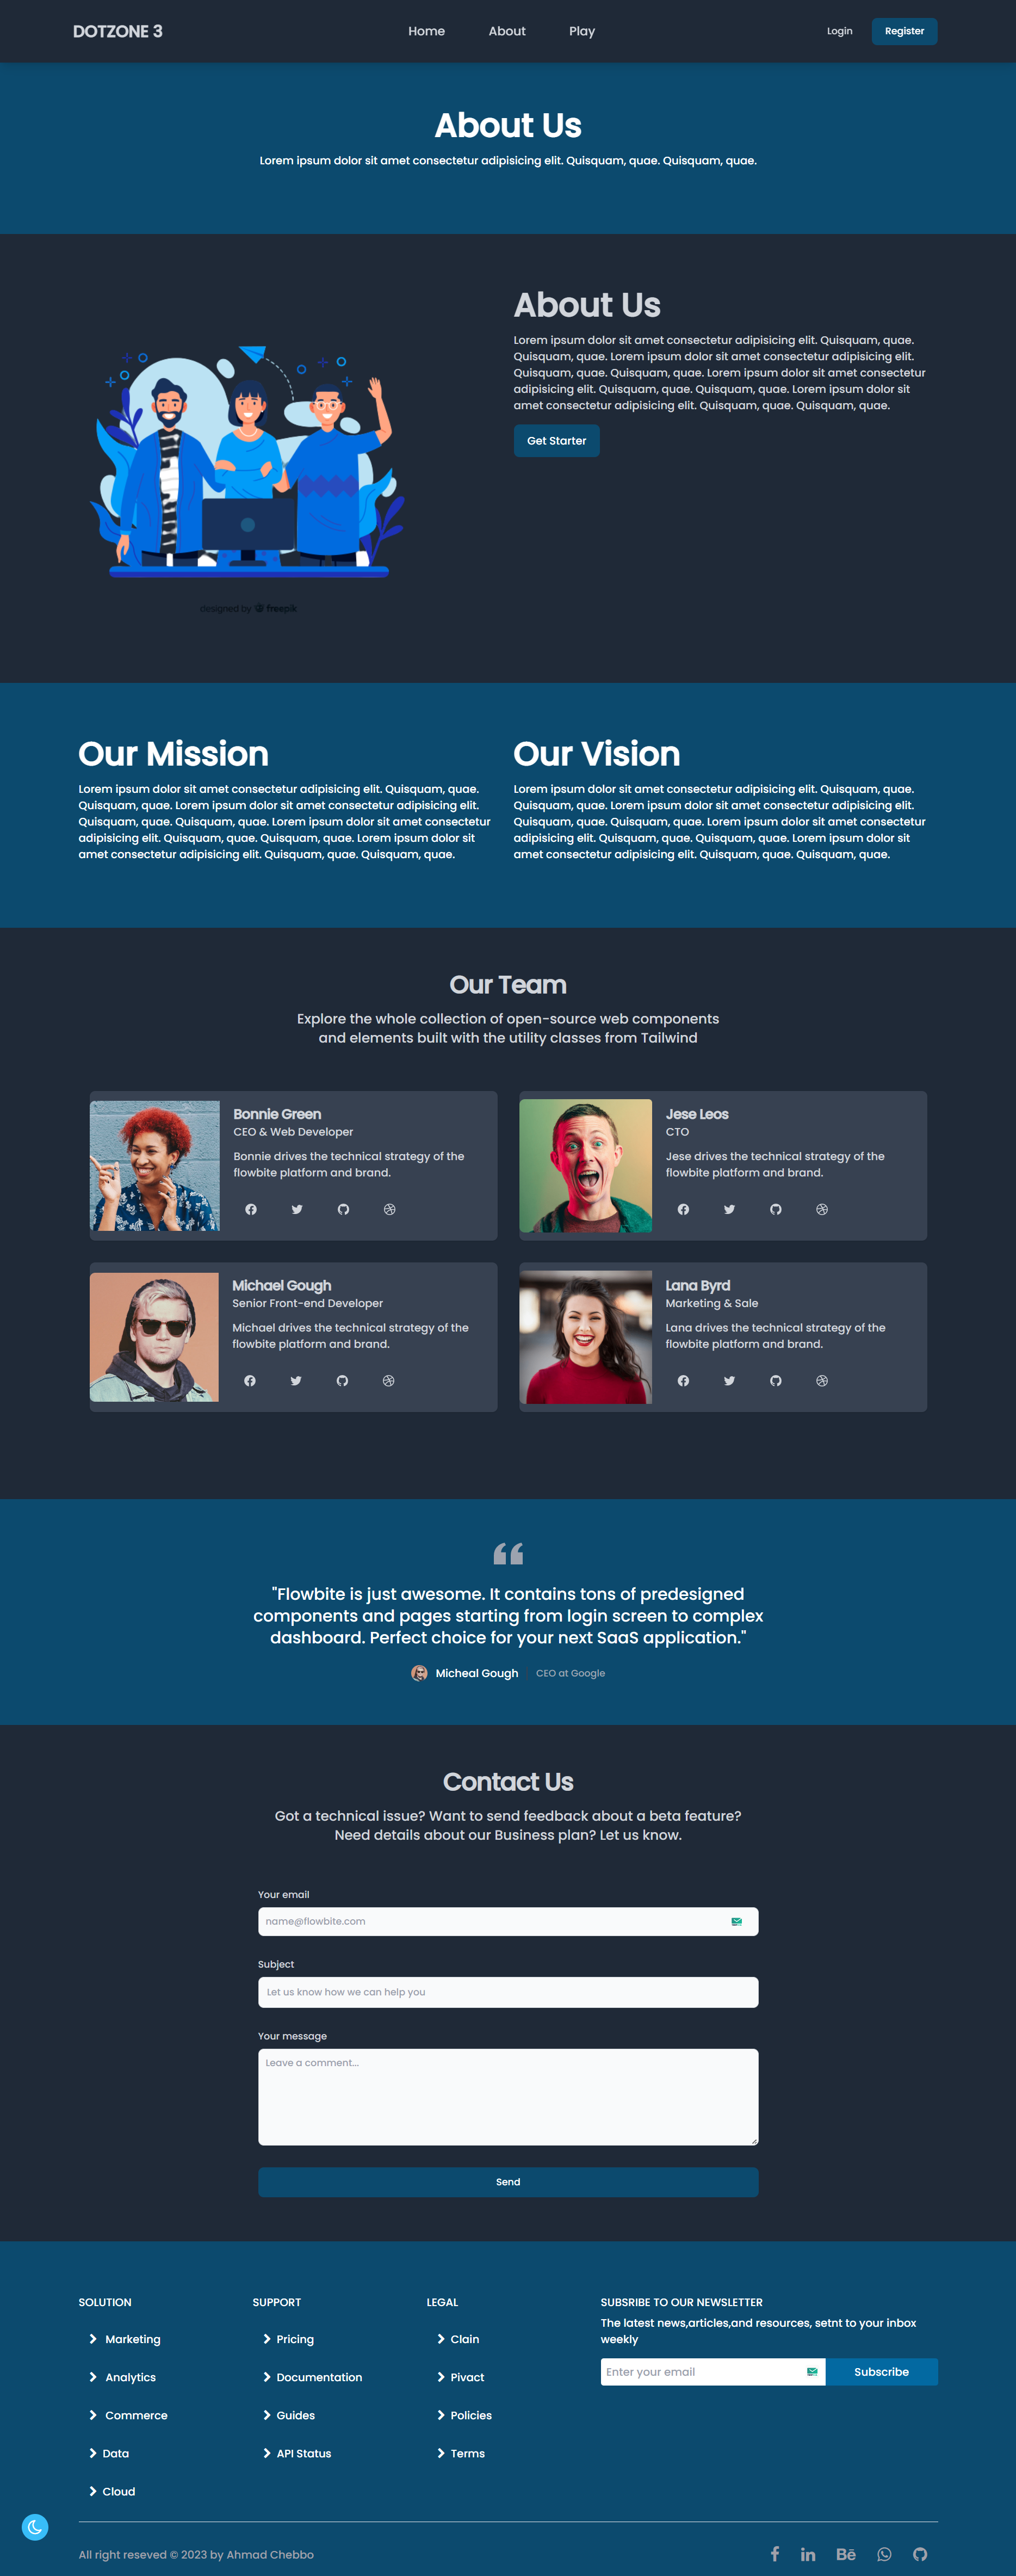 DOTZONE 3
Home About Play
Login Register
About Us
Lorem ipsum dolor sit amet consectetur adipisicing elit. Quisquam, quae. Quisquam, quae.
About Us
Lorem ipsum dolor sit amet consectetur adipisicing elit. Quisquam, quae.
Quisquam, quae. Lorem ipsum dolor sit amet consectetur adipisicing elit.
Quisquam, quae. Quisquam, quae. Lorem ipsum dolor sit amet consectetur
adipisicing elit. Quisquam, quae. Quisquam, quae. Lorem ipsum dolor sit
amet consectetur adipisicing elit. Quisquam, quae. Quisquam, quae.
Get Starter
designed by freepik
Our Mission
Lorem ipsum dolor sit amet consectetur adipisicing elit. Quisquam, quae.
Quisquam, quae. Lorem ipsum dolor sit amet consectetur adipisicing elit.
Quisquam, quae. Quisquam, quae. Lorem ipsum dolor sit amet consectetur
adipisicing elit. Quisquam, quae. Quisquam, quae. Lorem ipsum dolor sit
amet consectetur adipisicing elit. Quisquam, quae. Quisquam, quae.
Our Vision
Lorem ipsum dolor sit amet consectetur adipisicing elit. Quisquam, quae.
Quisquam, quae. Lorem ipsum dolor sit amet consectetur adipisicing elit.
Quisquam, quae. Quisquam, quae. Lorem ipsum dolor sit amet consectetur
adipisicing elit. Quisquam, quae. Quisquam, quae. Lorem ipsum dolor sit
amet consectetur adipisicing elit. Quisquam, quae. Quisquam, quae.
Our Team
Explore the whole collection of open-source web components
and elements built with the utility classes from Tailwind
Bonnie Green
CEO & Web Developer
Bonnie drives the technical strategy of the
flowbite platform and brand.
Jese Leos
CTO
Jese drives the technical strategy of the
flowbite platform and brand.
Michael Gough
Senior Front-end Developer
Michael drives the technical strategy of the
flowbite platform and brand.
Lana Byrd
Marketing & Sale
Lana drives the technical strategy of the
flowbite platform and brand.
"Flowbite is just awesome. It contains tons of predesigned
components and pages starting from login screen to complex
dashboard. Perfect choice for your next SaaS application."
Micheal Gough CEO at Google
Contact Us
Got a technical issue? Want to send feedback about a beta feature?
Need details about our Business plan? Let us know.
Your email
name@flowbite.com
Subject
Let us know how we can help you
Your message
Leave a comment...
Send
SOLUTION
Marketing
Analytics
Commerce
Data
Cloud
SUPPORT
Pricing
Documentation
Guides
API Status
LEGAL
Clain
Pivact
Policies
Terms
SUBSRIBE TO OUR NEWSLETTER
The latest news,articles,and resources, setnt to your inbox
weekly
Enter your email Subscribe
All right reseved © 2023 by Ahmad Chebbo